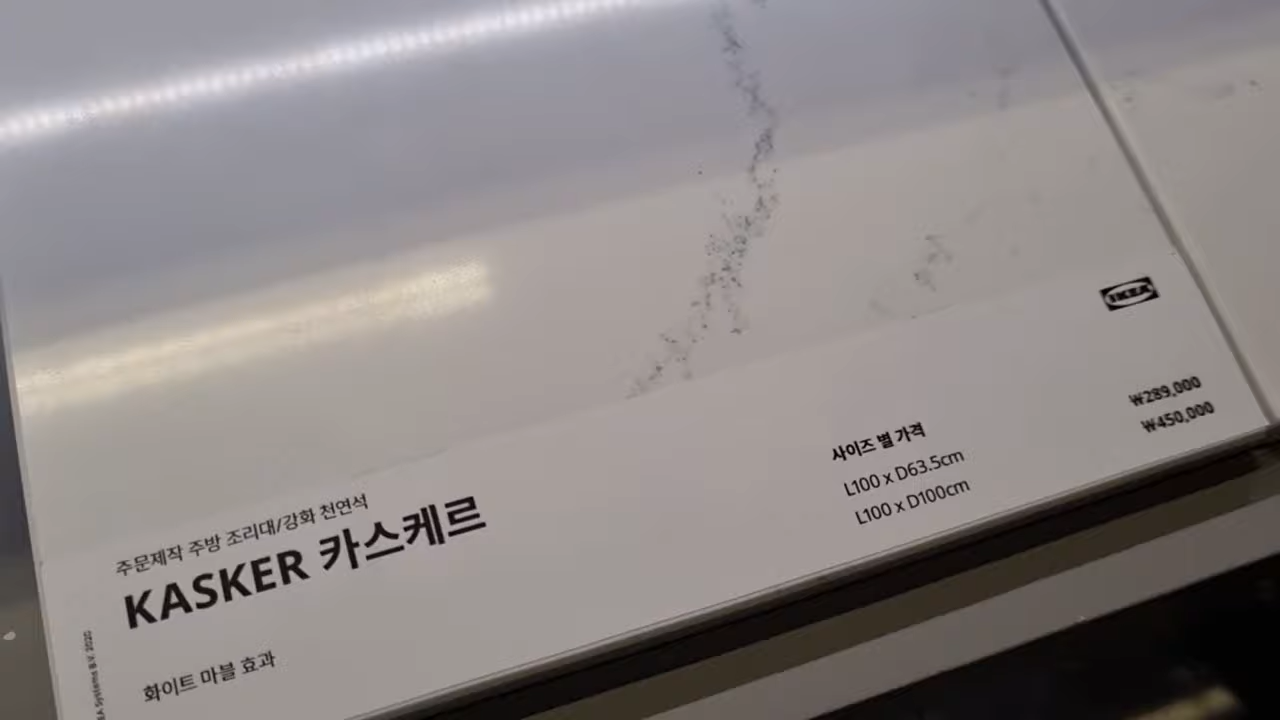 IKEA
주문제작 주방 조리대/강화 천연석
KASKER 카스케르
화이트 마블 효과
사이즈 별 가격
L100 x D63.5cm ₩289,000
L100 x D100cm ₩450,000
Systems B.V. 2020